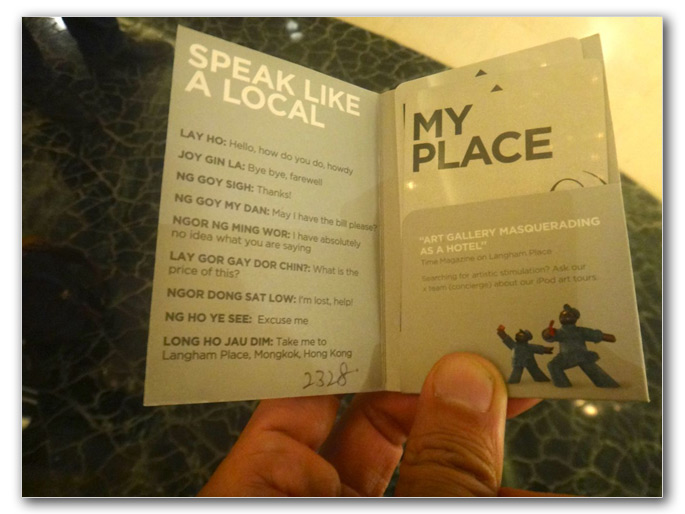 SPEAK LIKE
A LOCAL
LAY HO: Hello, how do you do, howdy
JOY GIN LA: Bye bye, farewell
NG GOY SIGH: Thanks!
NG GOY MY DAN: May I have the bill please?
NGOR NG MING WOR: I have absolutely
no idea what you are saying
LAY GOR GAY DOR CHIN?: What is the
price of this?
NGOR DONG SAT LOW: I'm lost, help!
NG HO YE SEE: Excuse me
LONG HO JAU DIM: Take me to
Langham Place, Mongkok, Hong Kong
2328
MY
PLACE
"ART GALLERY MASQUERADING
AS A HOTEL"
Time Magazine on Langham Place
Searching for artistic stimulation? Ask our
x team (concierge) about our iPod art tours.